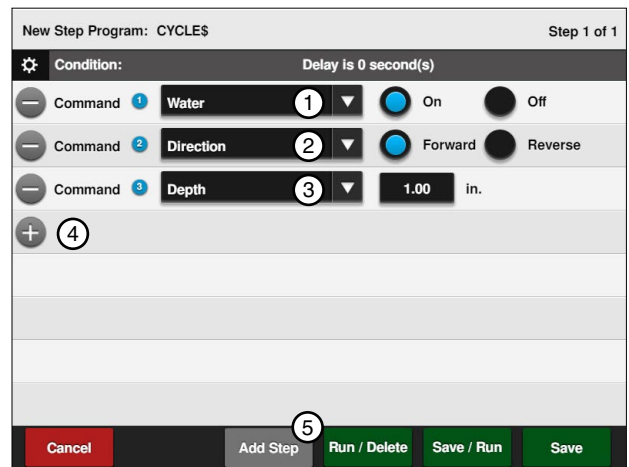 New Step Program: CYCLE$ Step 1 of 1
Condition: Delay is 0 second(s)
Command 1 Water 1 On Off
Command 2 Direction 2 Forward Reverse
Command 3 Depth 3 1.00 in.
4
5
Cancel Add Step Run / Delete Save / Run Save